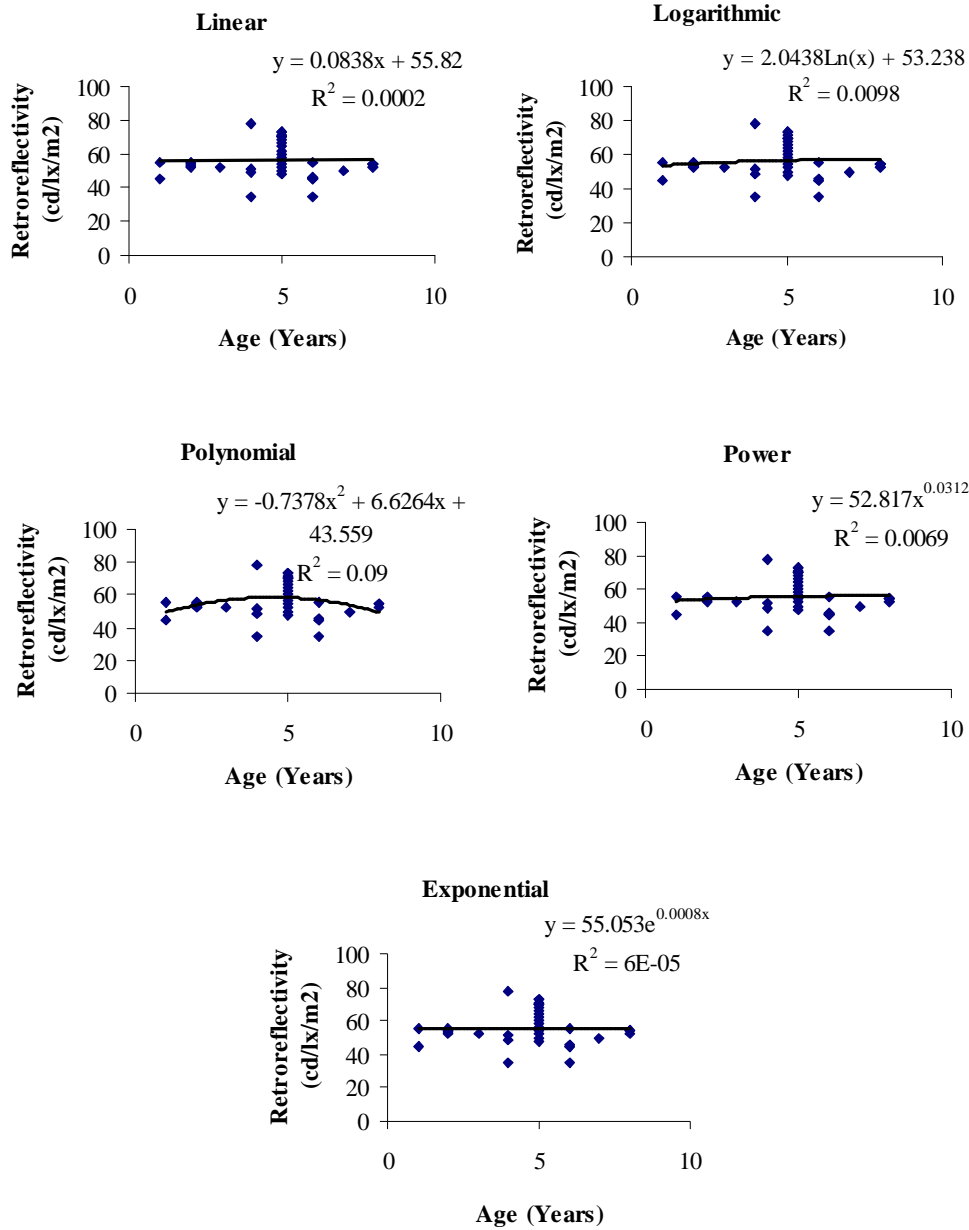 Linear
y = 0.0838x + 55.82
R² = 0.0002
Retroreflectivity
(cd/lx/m2)
100
80
60
40
20
0
0 5 10
Age (Years)
Logarithmic
y = 2.0438Ln(x) + 53.238
R² = 0.0098
Retroreflectivity
(cd/lx/m2)
100
80
60
40
20
0
0 5 10
Age (Years)
Polynomial
y = -0.7378x² + 6.6264x +
43.559
R² = 0.09
Retroreflectivity
(cd/lx/m2)
100
80
60
40
20
0
0 5 10
Age (Years)
Power
y = 52.817x^0.0312
R² = 0.0069
Retroreflectivity
(cd/lx/m2)
100
80
60
40
20
0
0 5 10
Age (Years)
Exponential
y = 55.053e^0.0008x
R² = 6E-05
Retroreflectivity
(cd/lx/m2)
100
80
60
40
20
0
0 5 10
Age (Years)